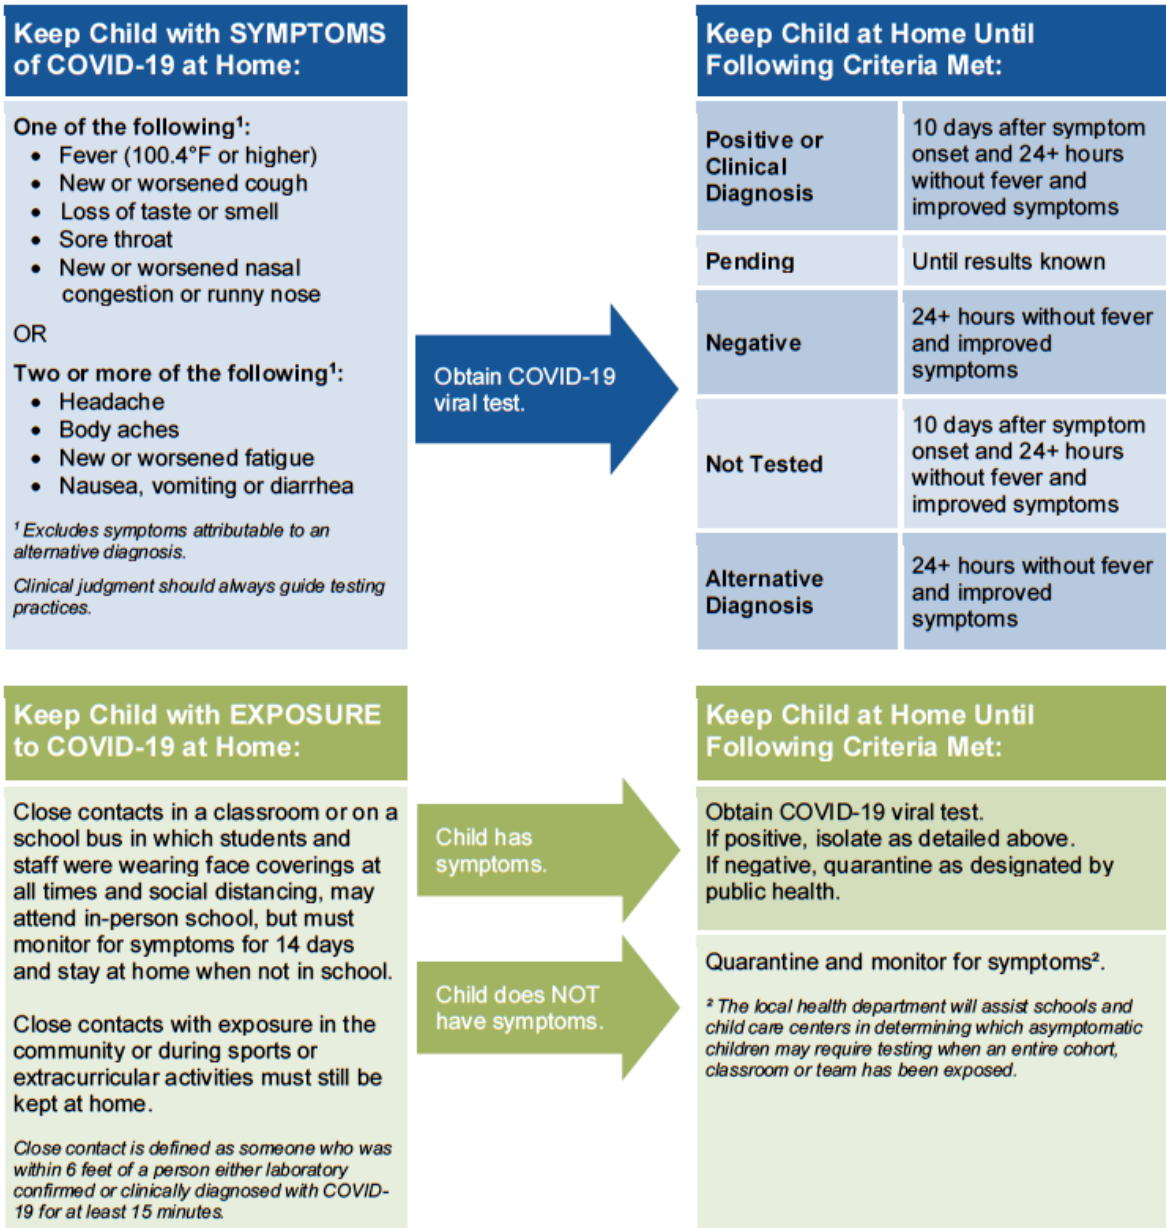 Keep Child with SYMPTOMS
of COVID-19 at Home:
One of the following¹:
• Fever (100.4°F or higher)
• New or worsened cough
• Loss of taste or smell
• Sore throat
• New or worsened nasal
congestion or runny nose
OR
Two or more of the following¹:
• Headache
• Body aches
• New or worsened fatigue
• Nausea, vomiting or diarrhea
¹ Excludes symptoms attributable to an
alternative diagnosis.
Clinical judgment should always guide testing
practices.
Obtain COVID-19
viral test.
Keep Child at Home Until
Following Criteria Met:
Positive or
Clinical
Diagnosis
10 days after symptom
onset and 24+ hours
without fever and
improved symptoms
Pending
Until results known
Negative
24+ hours without fever
and improved
symptoms
Not Tested
10 days after symptom
onset and 24+ hours
without fever and
improved symptoms
Alternative
Diagnosis
24+ hours without fever
and improved
symptoms
Keep Child with EXPOSURE
to COVID-19 at Home:
Close contacts in a classroom or on a
school bus in which students and
staff were wearing face coverings at
all times and social distancing, may
attend in-person school, but must
monitor for symptoms for 14 days
and stay at home when not in school.
Close contacts with exposure in the
community or during sports or
extracurricular activities must still be
kept at home.
Close contact is defined as someone who was
within 6 feet of a person either laboratory
confirmed or clinically diagnosed with COVID-
19 for at least 15 minutes.
Child has
symptoms.
Child does NOT
have symptoms.
Keep Child at Home Until
Following Criteria Met:
Obtain COVID-19 viral test.
If positive, isolate as detailed above.
If negative, quarantine as designated by
public health.
Quarantine and monitor for symptoms².
² The local health department will assist schools and
child care centers in determining which asymptomatic
children may require testing when an entire cohort,
classroom or team has been exposed.